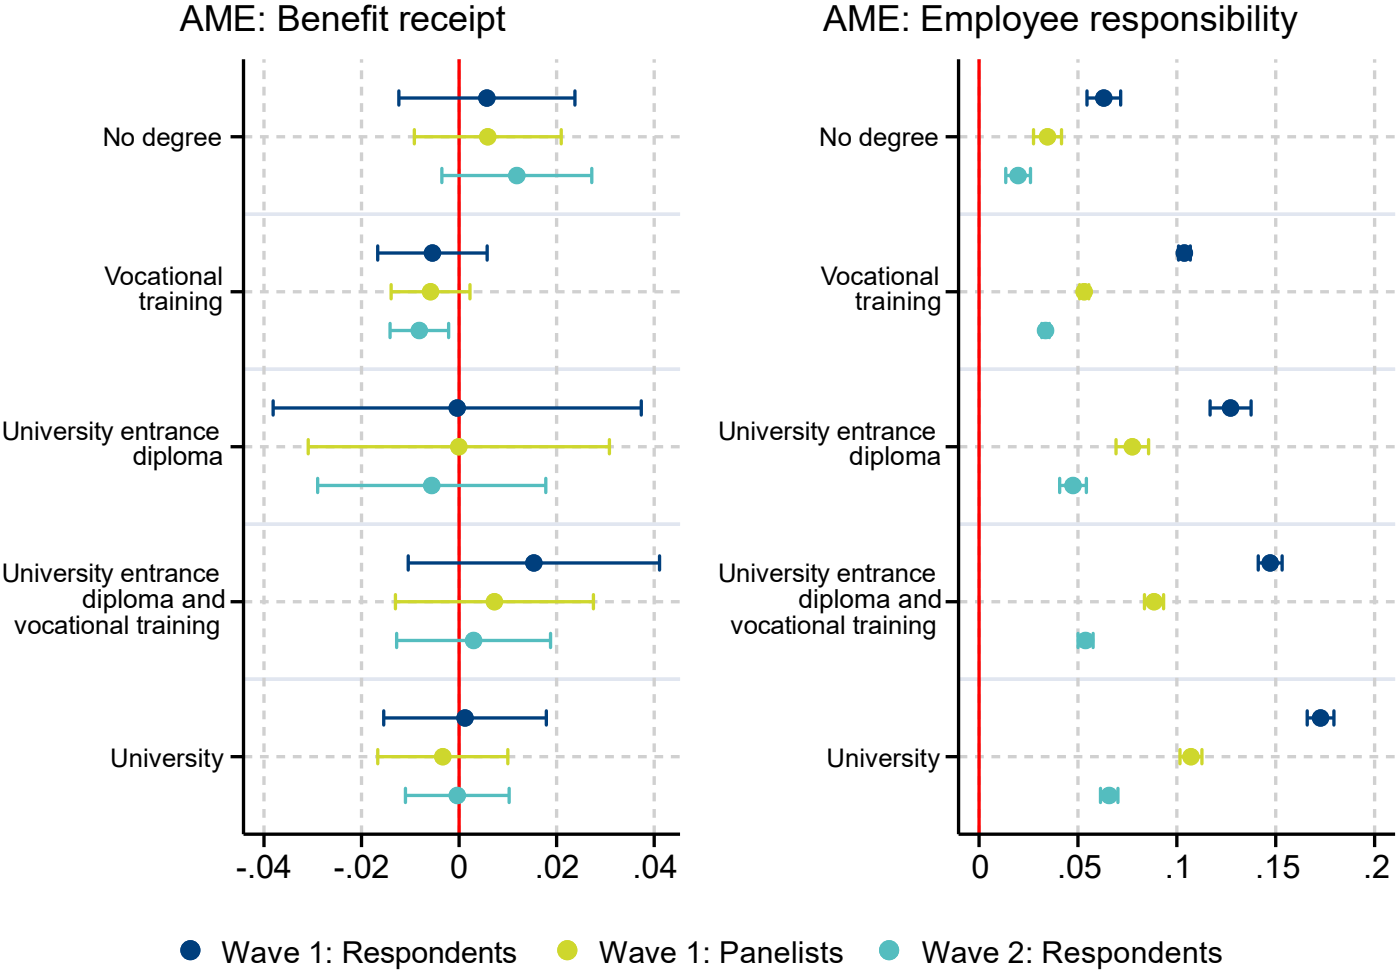 AME: Benefit receipt
No degree
Vocational
training
University entrance
diploma
University entrance
diploma and
vocational training
University
-.04 -.02 0 .02 .04
AME: Employee responsibility
No degree
Vocational
training
University entrance
diploma
University entrance
diploma and
vocational training
University
0 .05 .1 .15 .2
Wave 1: Respondents Wave 1: Panelists Wave 2: Respondents